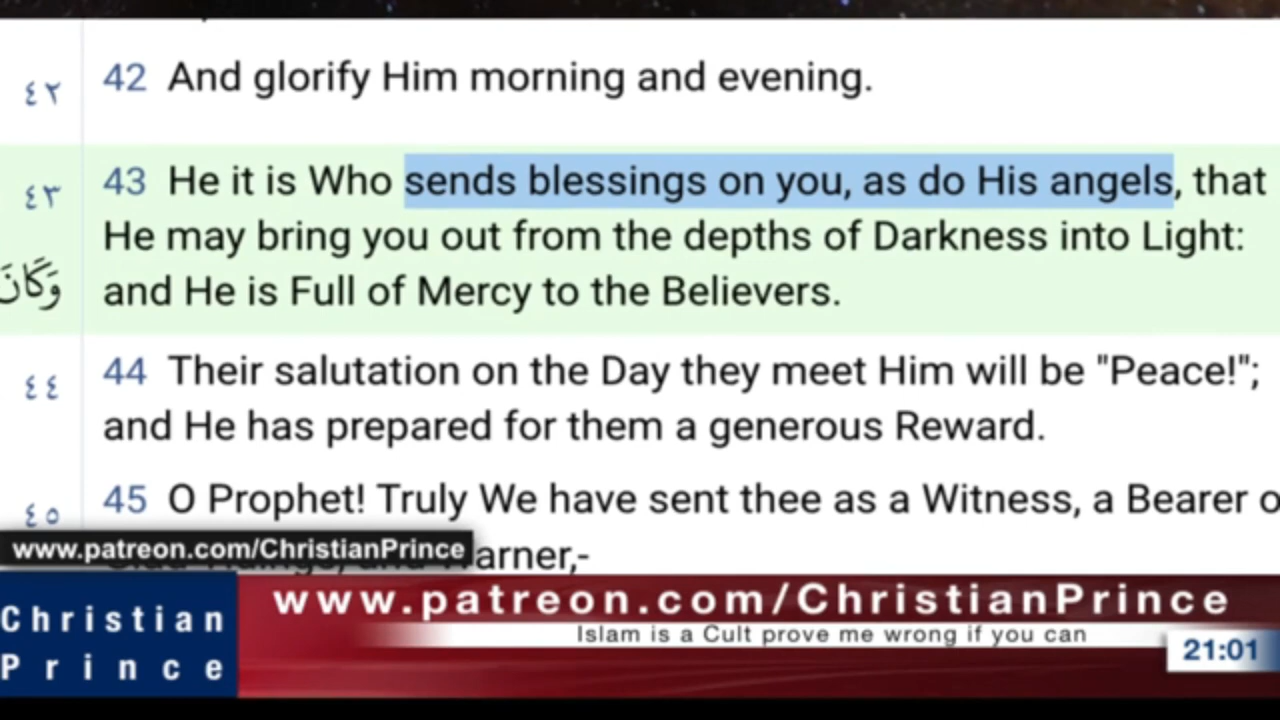 ٤٢ 42 And glorify Him morning and evening.
٤٣ 43 He it is Who sends blessings on you, as do His angels, that
He may bring you out from the depths of Darkness into Light:
وَكَانَ and He is Full of Mercy to the Believers.
٤٤ 44 Their salutation on the Day they meet Him will be "Peace!";
and He has prepared for them a generous Reward.
٤٥ 45 O Prophet! Truly We have sent thee as a Witness, a Bearer
www.patreon.com/ChristianPrince
Christian
Prince
www.patreon.com/ChristianPrince
Islam is a Cult prove me wrong if you can
21:01